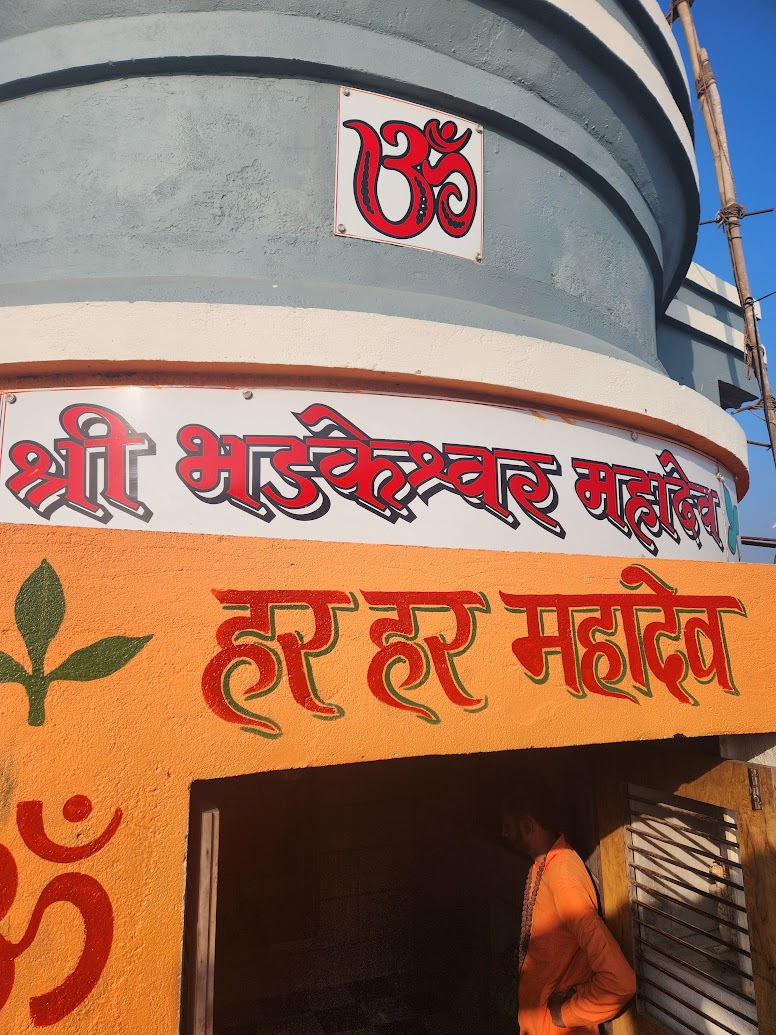 ॐ
श्री भडकेश्वर महादेव
हर हर महादेव
ॐ